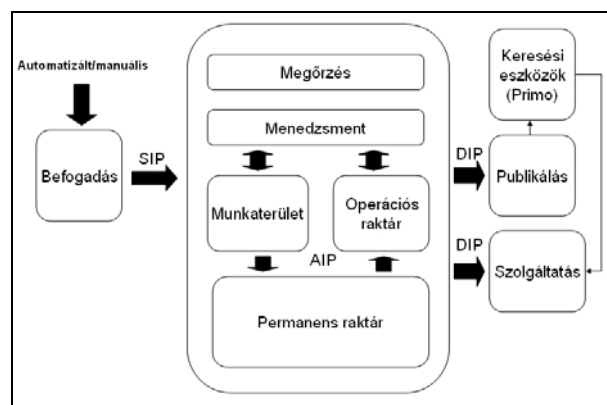 Automatizált/manuális
Befogadás
SIP
Megőrzés
Menedzsment
Munkaterület
Operációs
raktár
AIP
Permanens raktár
DIP
DIP
Keresési
eszközök
(Primo)
Publikálás
Szolgáltatás